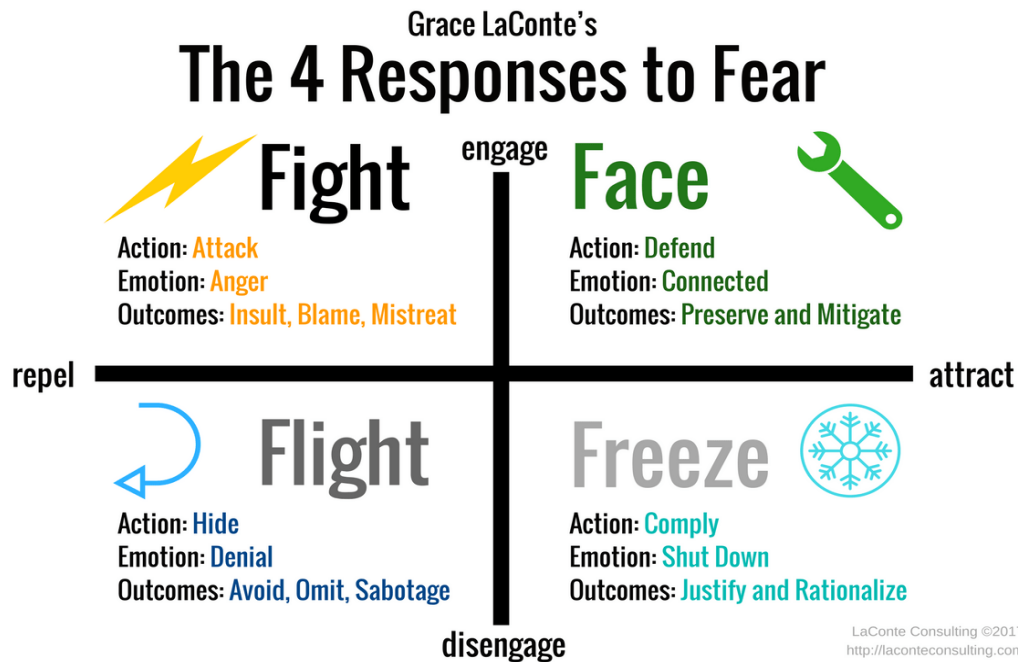 Grace LaConte's
The 4 Responses to Fear
engage
Fight
Action: Attack
Emotion: Anger
Outcomes: Insult, Blame, Mistreat
Face
Action: Defend
Emotion: Connected
Outcomes: Preserve and Mitigate
repel
attract
Flight
Action: Hide
Emotion: Denial
Outcomes: Avoid, Omit, Sabotage
Freeze
Action: Comply
Emotion: Shut Down
Outcomes: Justify and Rationalize
disengage
LaConte Consulting ©2017
http://laconteconsulting.com